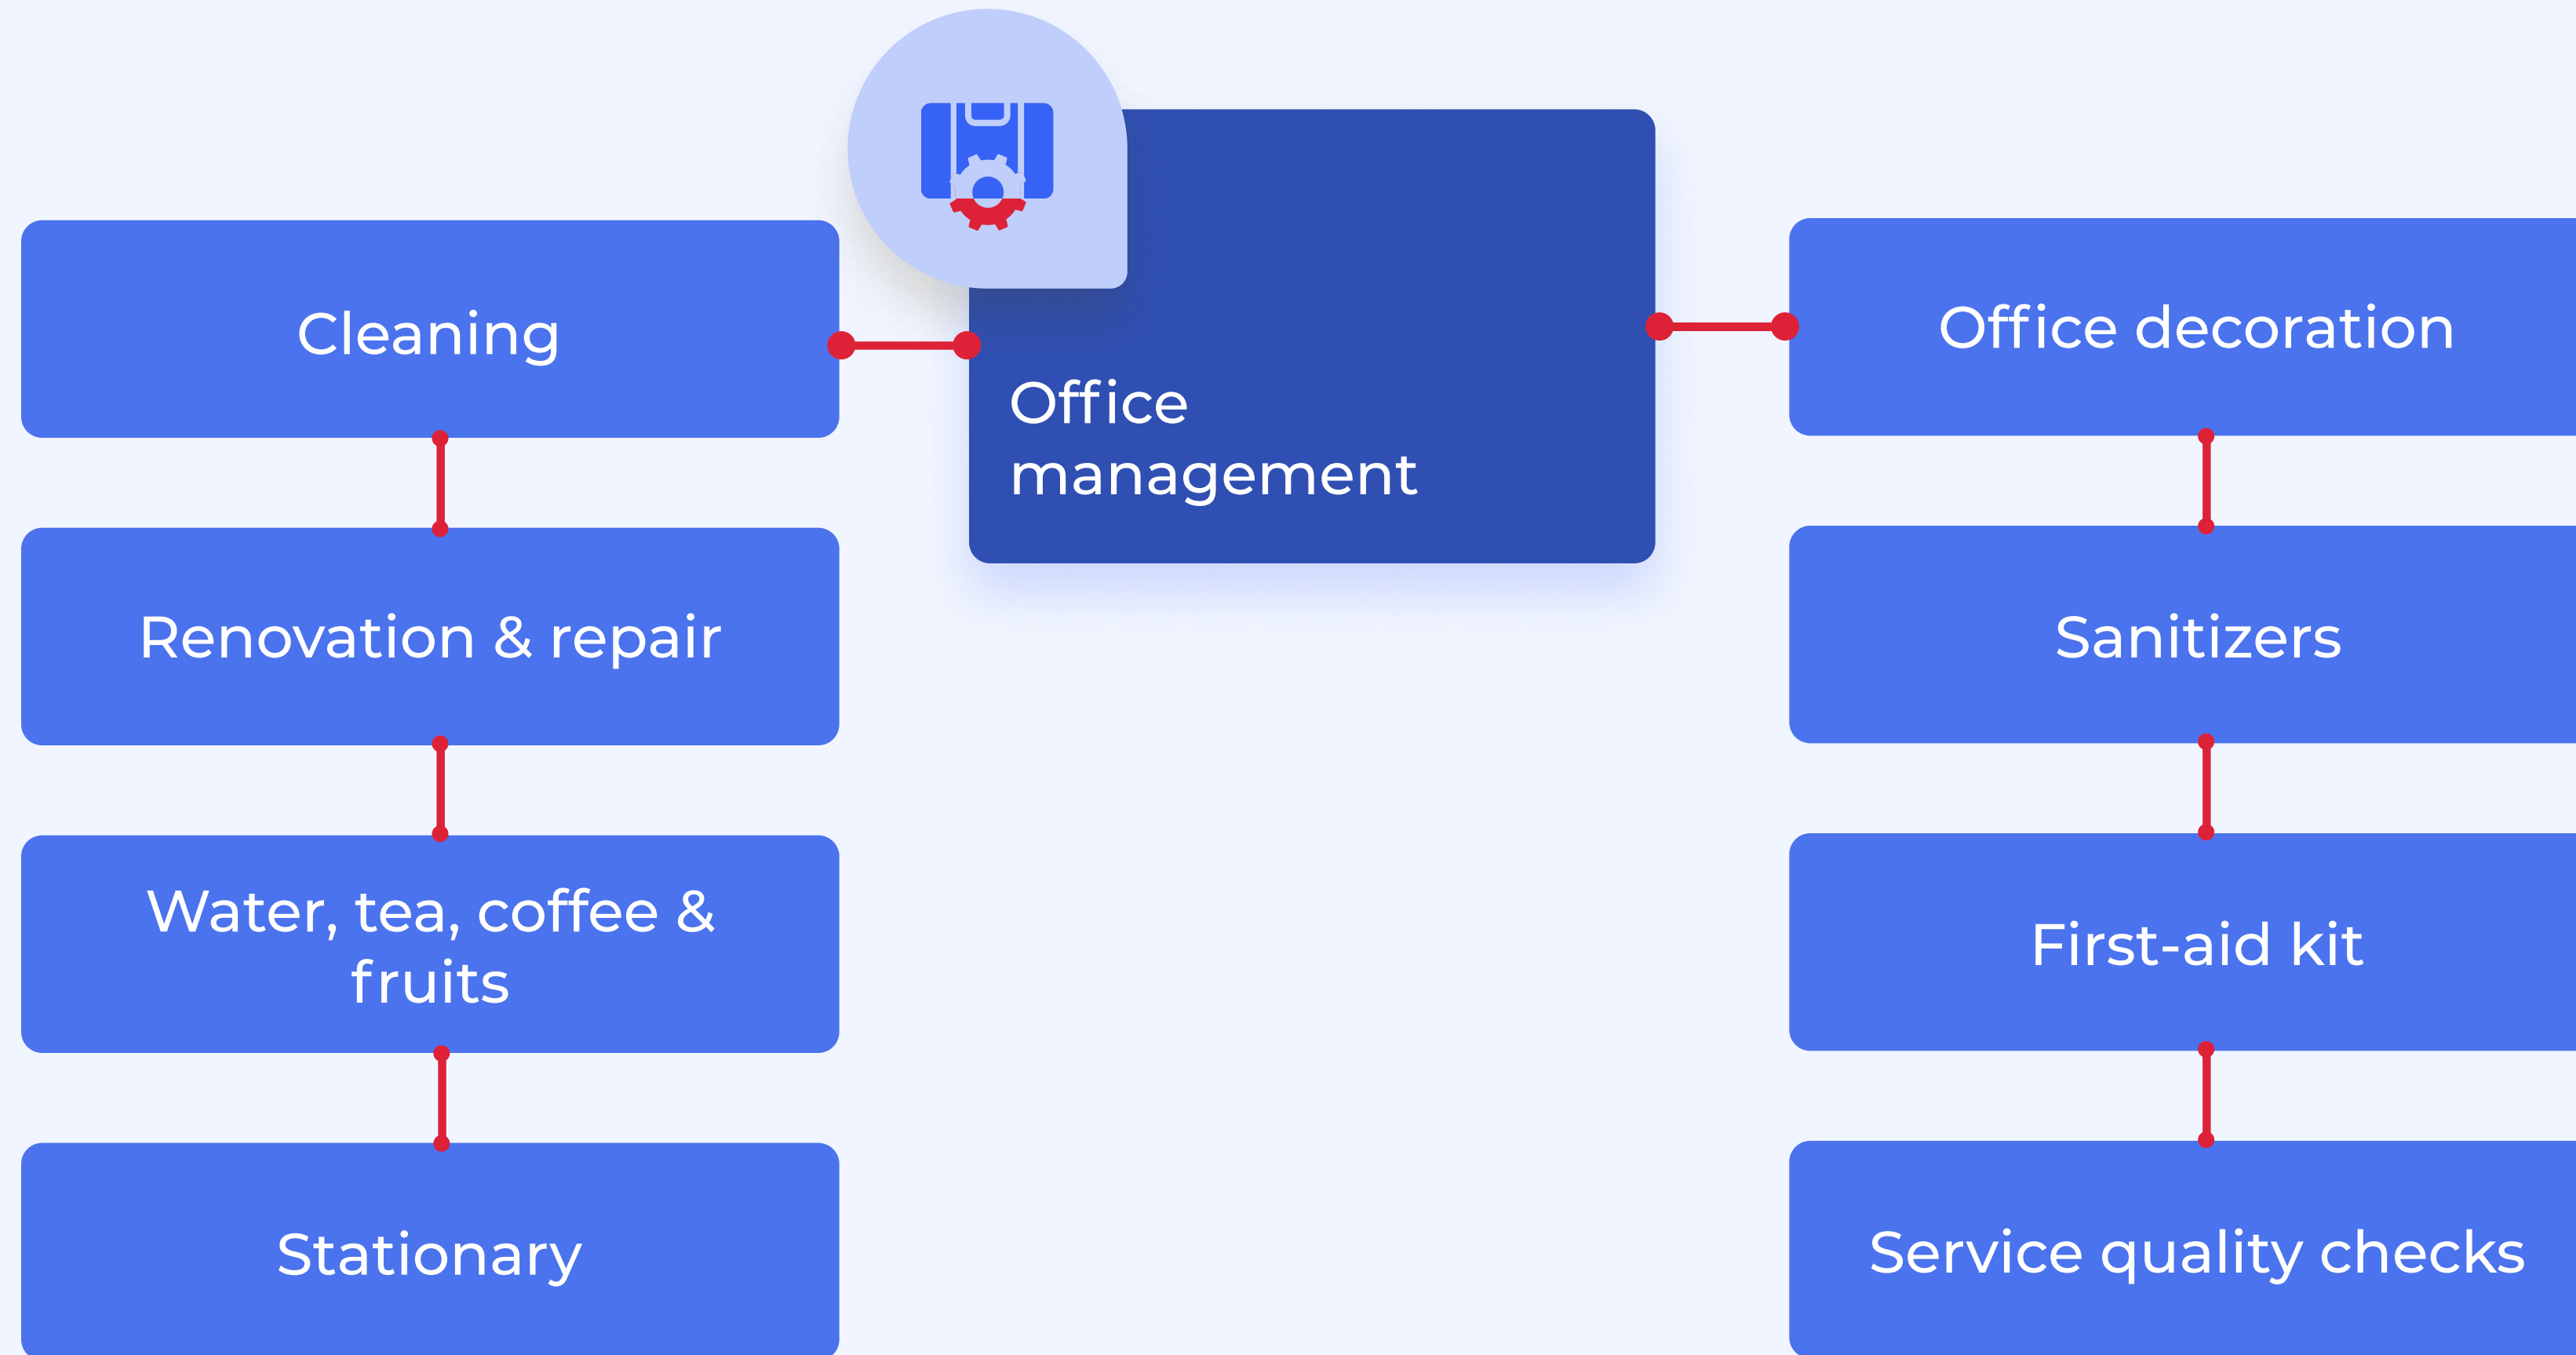 Office
management
Cleaning
Renovation & repair
Water, tea, coffee &
fruits
Stationary
Office decoration
Sanitizers
First-aid kit
Service quality checks